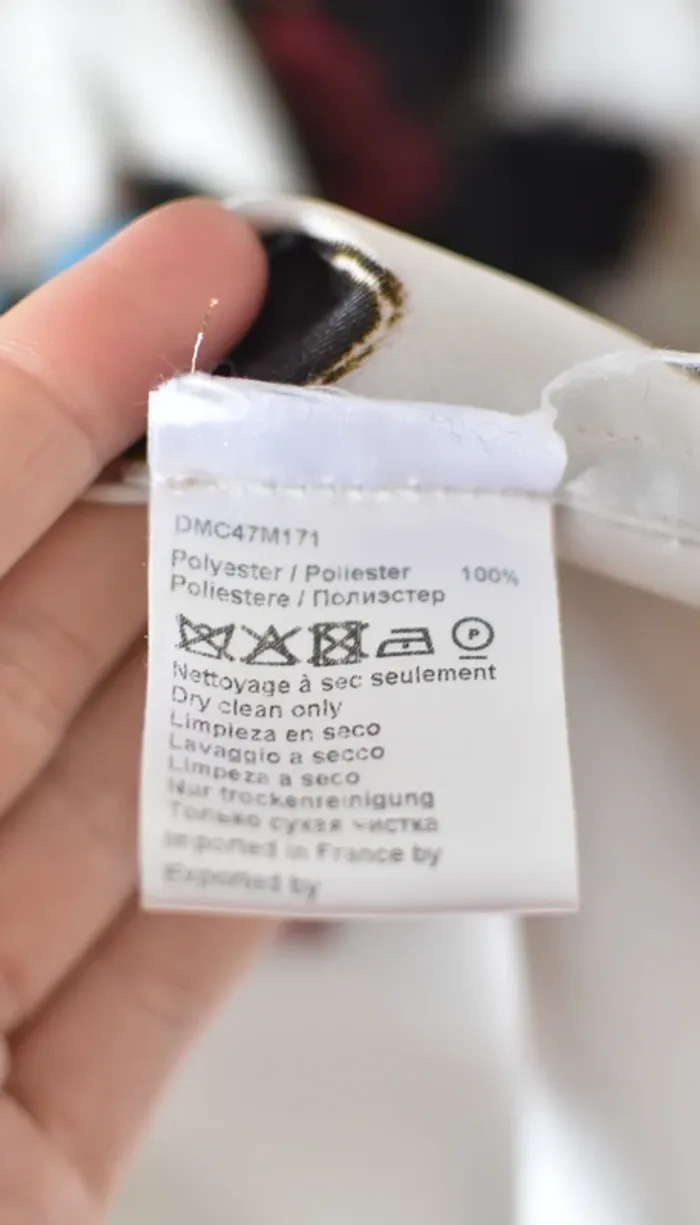 DMC47M171
Polyester / Poliester 100%
Poliestere / Полиэстер
P
Nettoyage à sec seulement
Dry clean only
Limpieza en seco
Lavaggio a secco
Limpeza a seco
Nur trockenreinigung
Только сухая чистка
Imported in France by
Exported by